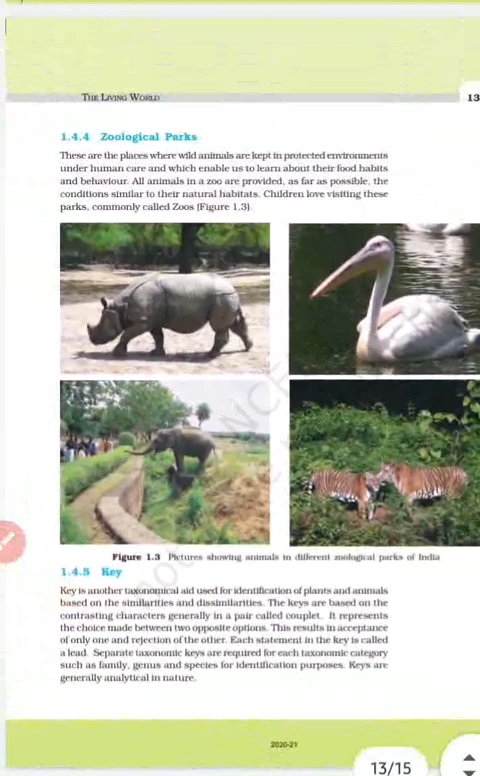 THE LIVING WORLD
13
1.4.4 Zoological Parks
These are the places where wild animals are kept in protected environments
under human care and which enable us to learn about their food habits
and behaviour. All animals in a zoo are provided, as far as possible, the
conditions similar to their natural habitats. Children love visiting these
parks, commonly called Zoos (Figure 1.3).
Figure 1.3 Pictures showing animals in different zoological parks of India
1.4.5 Key
Key is another taxonomical aid used for identification of plants and animals
based on the similarities and dissimilarities. The keys are based on the
contrasting characters generally in a pair called couplet. It represents
the choice made between two opposite options. This results in acceptance
of only one and rejection of the other. Each statement in the key is called
a lead. Separate taxonomic keys are required for each taxonomic category
such as family, genus and species for identification purposes. Keys are
generally analytical in nature.
2020-21
13/15